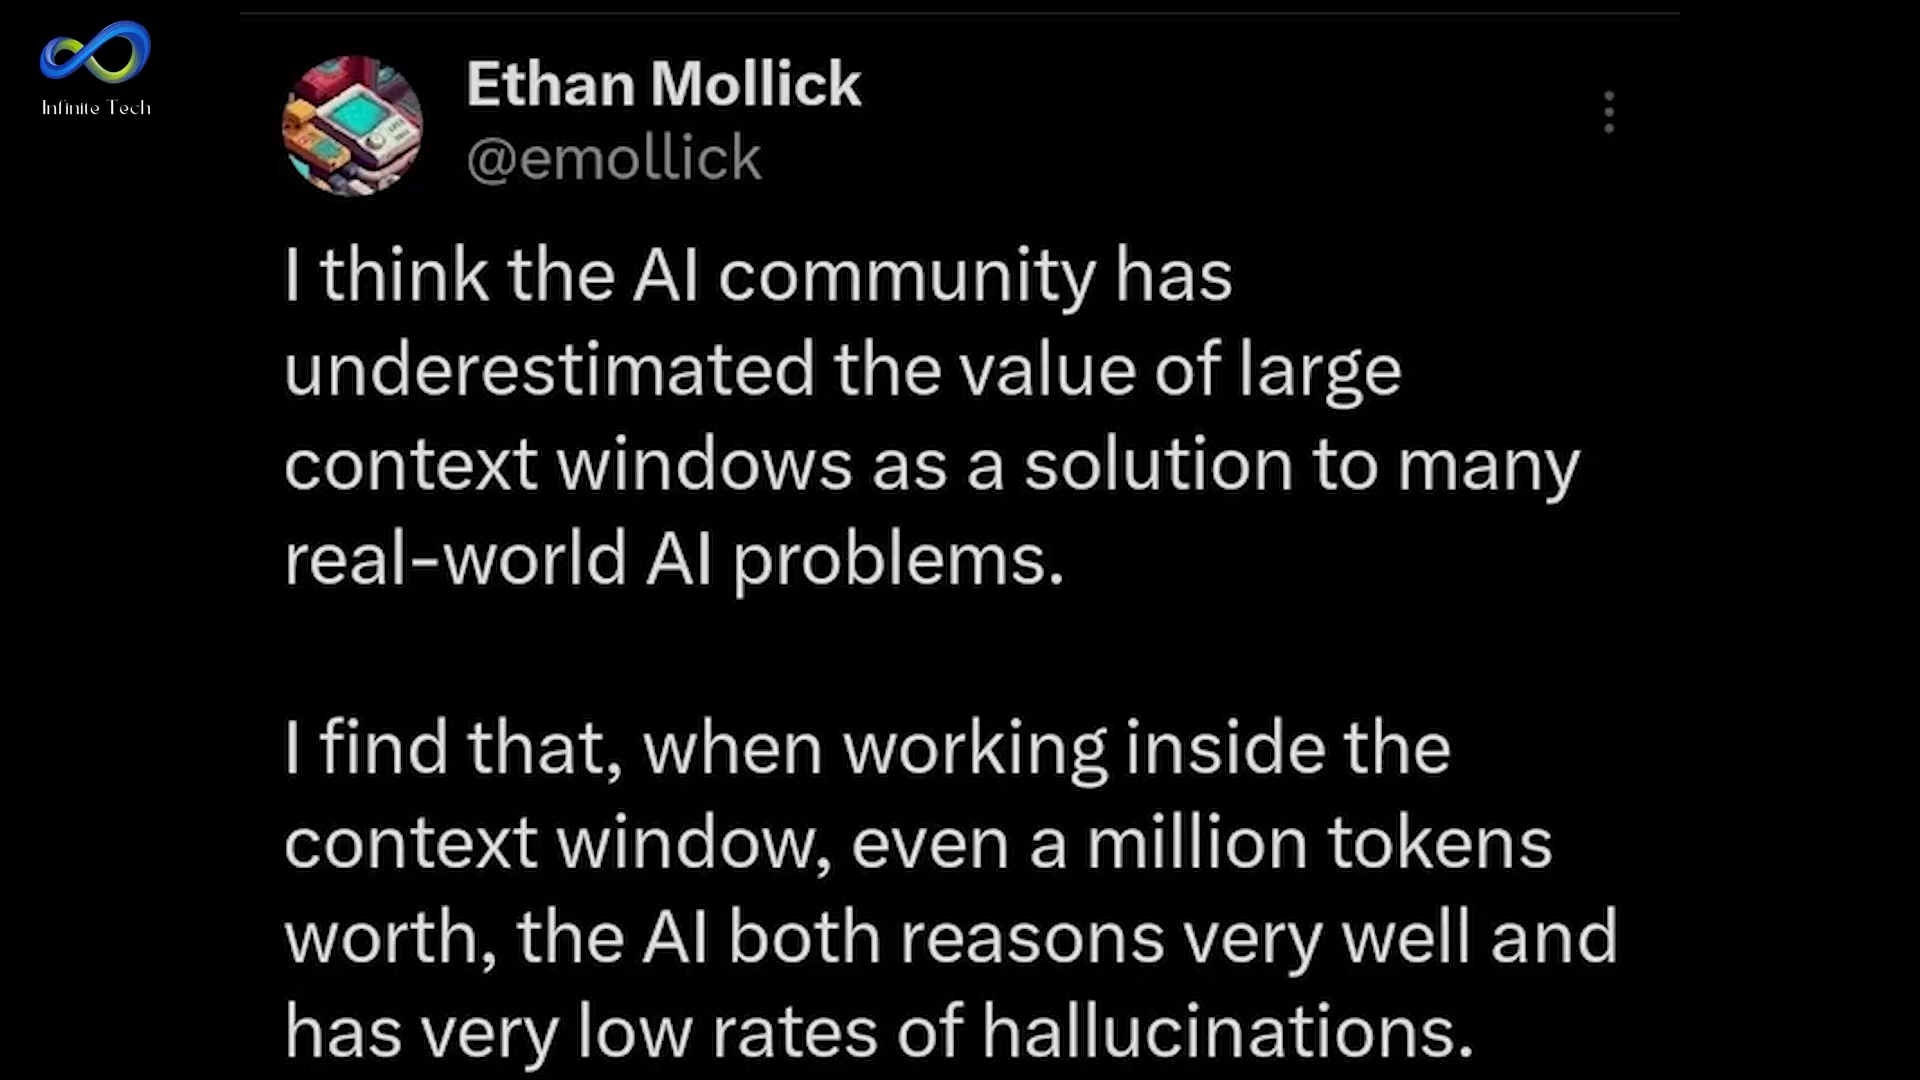 Infinite Tech
Ethan Mollick
@emollick
I think the AI community has
underestimated the value of large
context windows as a solution to many
real-world AI problems.
I find that, when working inside the
context window, even a million tokens
worth, the AI both reasons very well and
has very low rates of hallucinations.